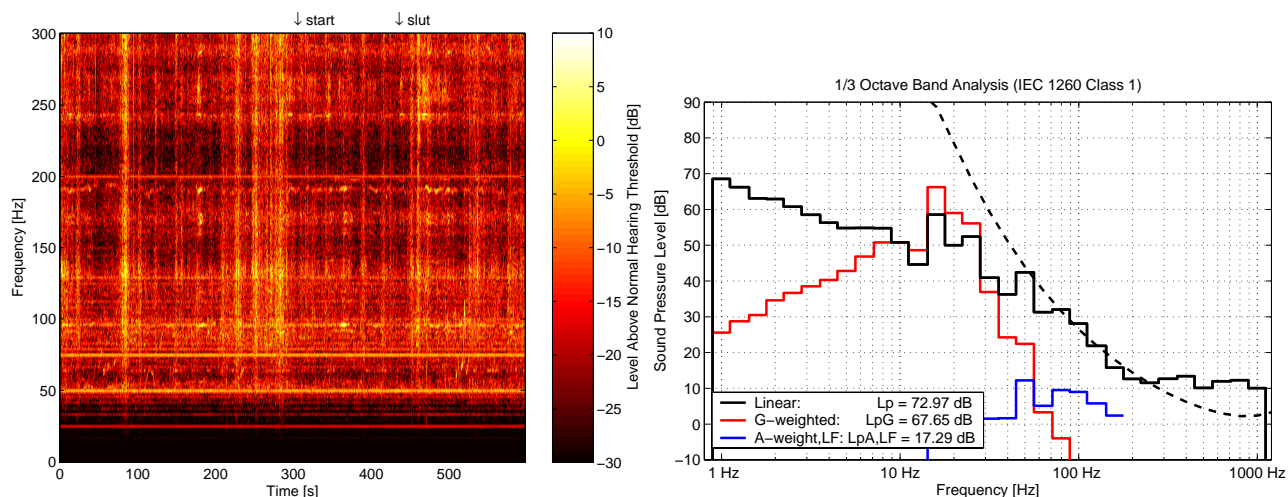 ↓ start
↓ slut
300
250
200
150
100
50
0
Frequency [Hz]
0
100
200
300
400
500
Time [s]
10
5
0
−5
−10
−15
−20
−25
−30
Level Above Normal Hearing Threshold [dB]
1/3 Octave Band Analysis (IEC 1260 Class 1)
90
80
70
60
50
40
30
20
10
0
−10
Sound Pressure Level [dB]
Linear: Lp = 72.97 dB
G−weighted: LpG = 67.65 dB
A−weight,LF: LpA,LF = 17.29 dB
1 Hz
10 Hz
100 Hz
1000 Hz
Frequency [Hz]